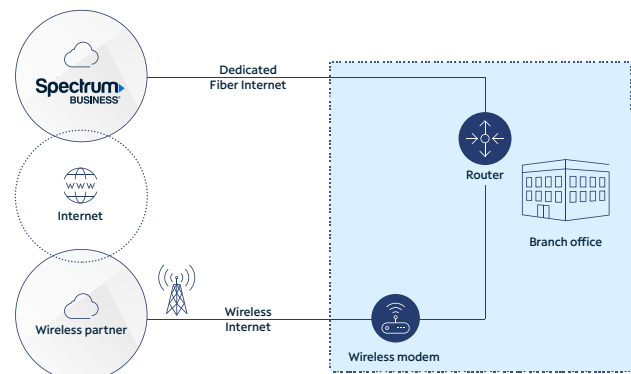 Spectrum
BUSINESS
Dedicated
Fiber Internet
Router
WWW
Internet
Branch office
Wireless partner
Wireless
Internet
Wireless modem